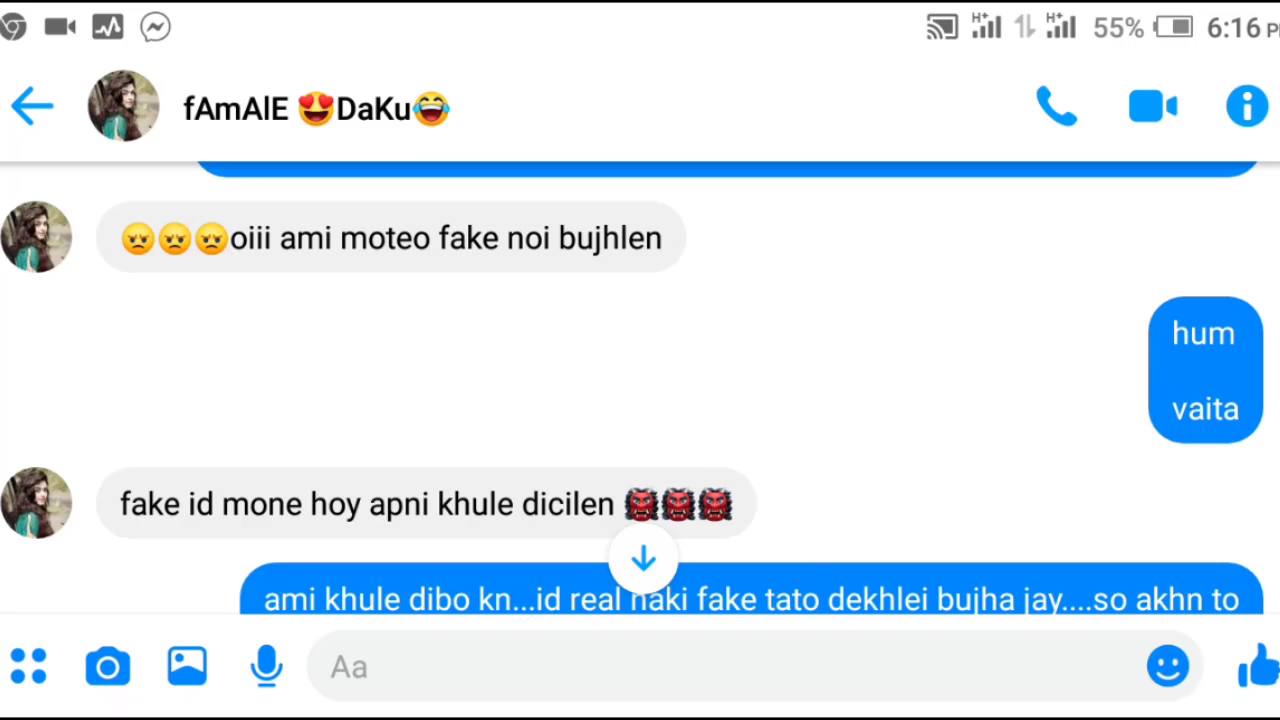 55% 6:16 P
fAmAlE 😍DaKu😂
😠😠😠oiii ami moteo fake noi bujhlen
hum
vaita
fake id mone hoy apni khule dicilen 👹👹👹
ami khule dibo kn...id real naki fake tato dekhlei bujha jay....so akhn to
Aa